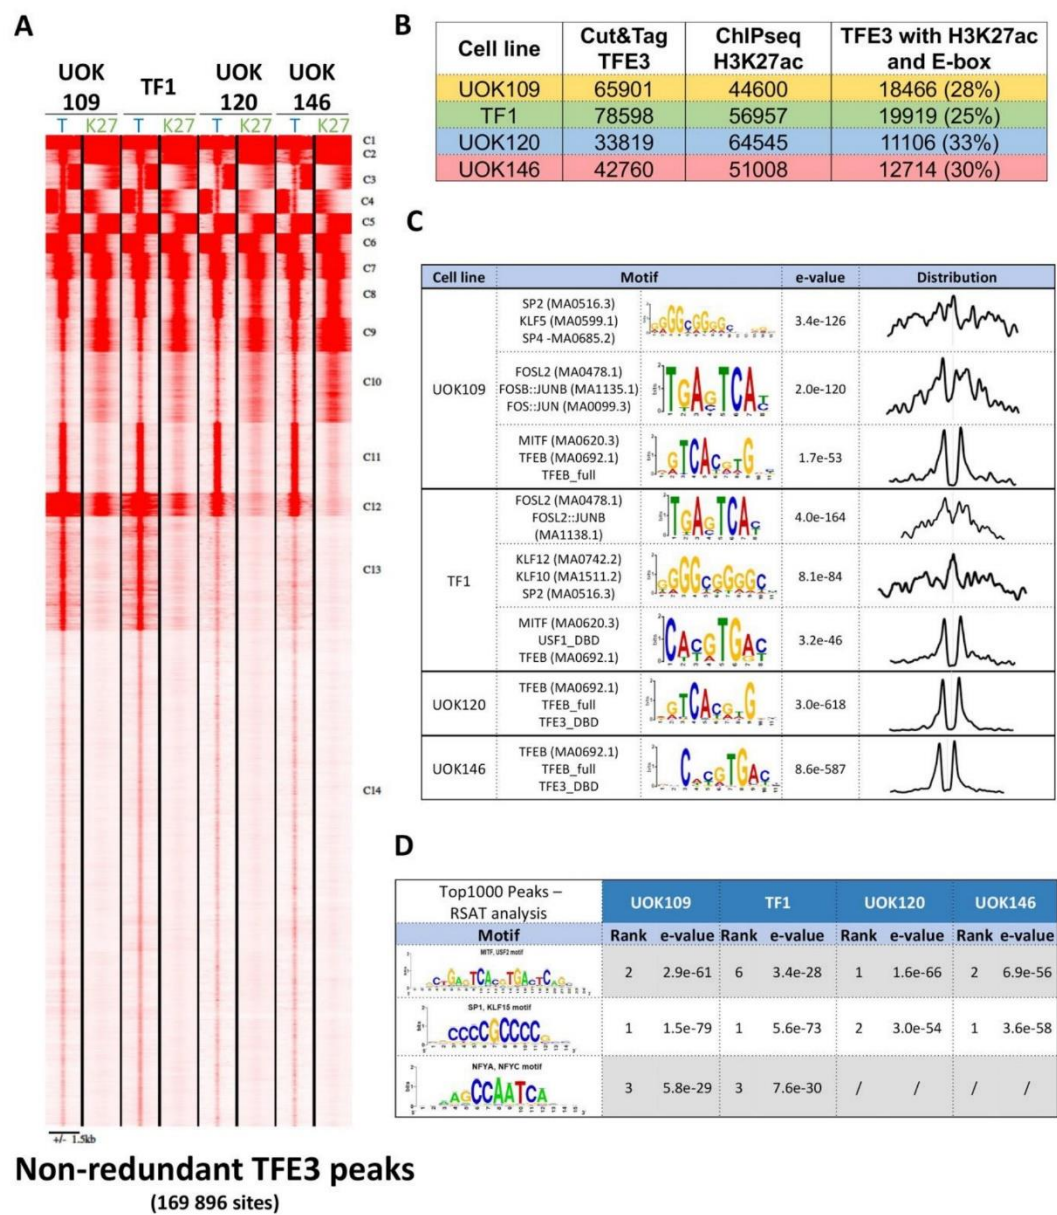 A
UOK 109 TF1 UOK 120 UOK 146
T K27 T K27 T K27 T K27
C1
C2
C3
C4
C5
C6
C7
C8
C9
C10
C11
C12
C13
C14
+/- 1.5kb
Non-redundant TFE3 peaks
(169 896 sites)
B
Cell line Cut&Tag TFE3 ChIPseq H3K27ac TFE3 with H3K27ac and E-box
UOK109 65901 44600 18466 (28%)
TF1 78598 56957 19919 (25%)
UOK120 33819 64545 11106 (33%)
UOK146 42760 51008 12714 (30%)
C
Cell line Motif e-value Distribution
UOK109
SP2 (MA0516.3)
KLF5 (MA0599.1)
SP4 -MA0685.2)
3.4e-126
FOSL2 (MA0478.1)
FOSB::JUNB (MA1135.1)
FOS::JUN (MA0099.3)
2.0e-120
MITF (MA0620.3)
TFEB (MA0692.1)
TFEB_full
1.7e-53
TF1
FOSL2 (MA0478.1)
FOSL2::JUNB
(MA1138.1)
4.0e-164
KLF12 (MA0742.2)
KLF10 (MA1511.2)
SP2 (MA0516.3)
8.1e-84
MITF (MA0620.3)
USF1_DBD
TFEB (MA0692.1)
3.2e-46
UOK120
TFEB (MA0692.1)
TFEB_full
TFE3_DBD
3.0e-618
UOK146
TFEB (MA0692.1)
TFEB_full
TFE3_DBD
8.6e-587
D
Top1000 Peaks –
RSAT analysis
UOK109 TF1 UOK120 UOK146
Motif Rank e-value Rank e-value Rank e-value Rank e-value
MITF, USF2 motif
2 2.9e-61 6 3.4e-28 1 1.6e-66 2 6.9e-56
SP1, KLF15 motif
1 1.5e-79 1 5.6e-73 2 3.0e-54 1 3.6e-58
NFYA, NFYC motif
3 5.8e-29 3 7.6e-30 / / / /